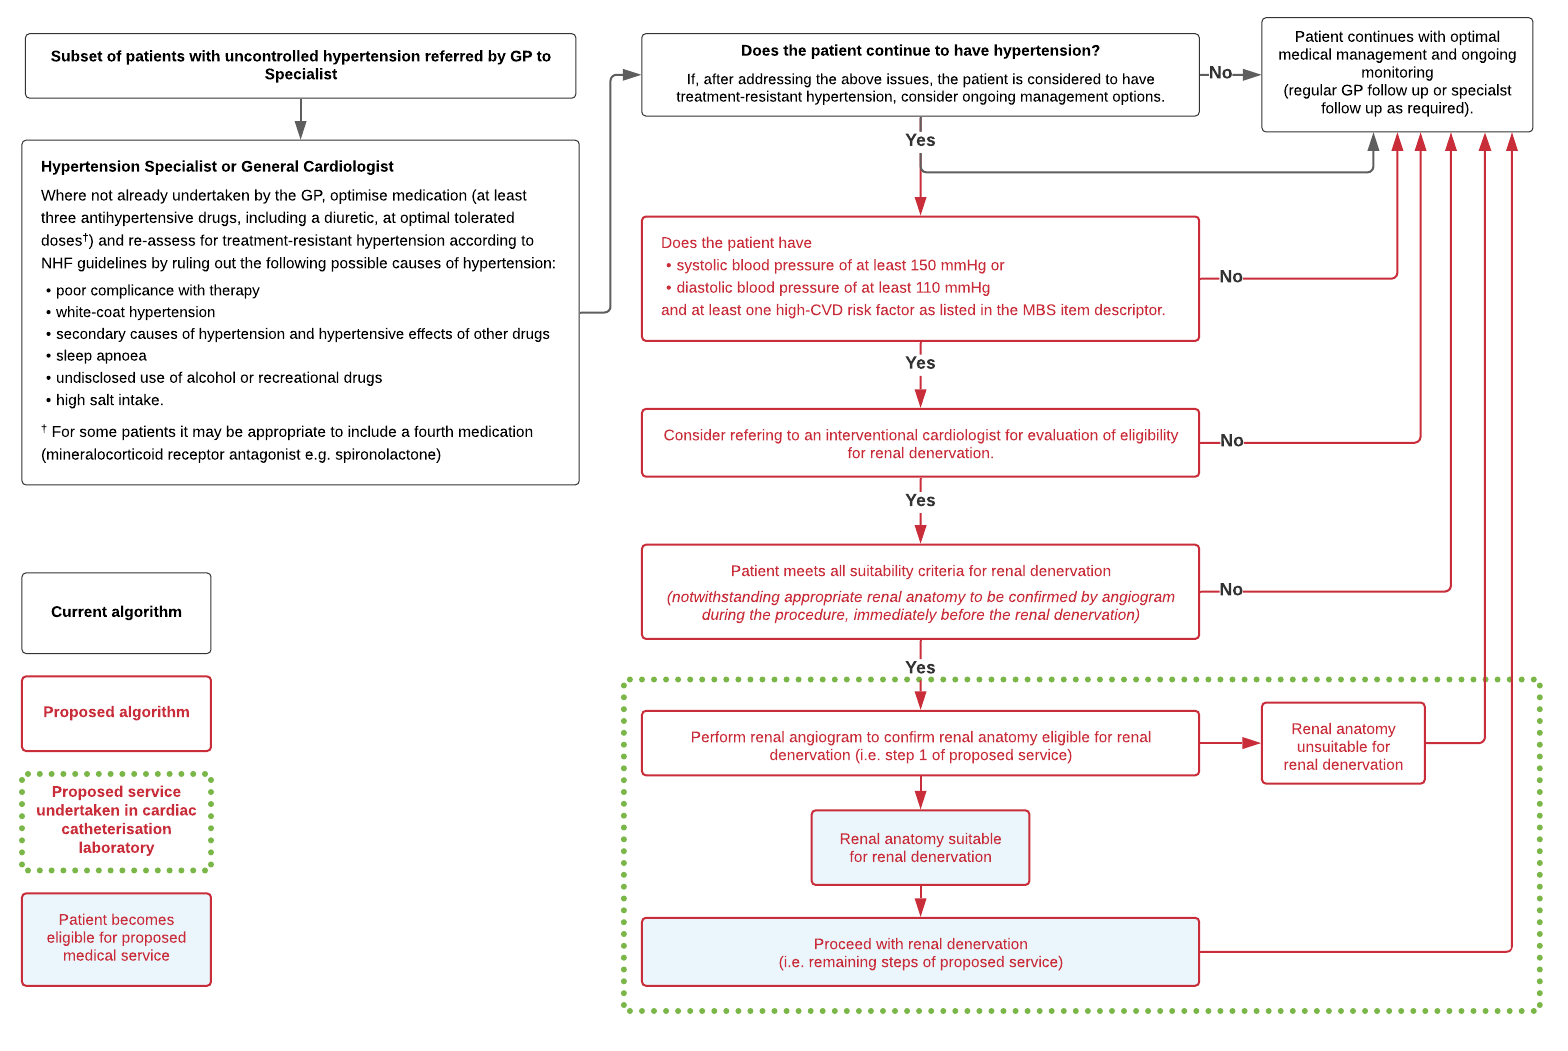 Subset of patients with uncontrolled hypertension referred by GP to
Specialist
Hypertension Specialist or General Cardiologist
Where not already undertaken by the GP, optimise medication (at least
three antihypertensive drugs, including a diuretic, at optimal tolerated
doses†) and re-assess for treatment-resistant hypertension according to
NHF guidelines by ruling out the following possible causes of hypertension:
• poor complicance with therapy
• white-coat hypertension
• secondary causes of hypertension and hypertensive effects of other drugs
• sleep apnoea
• undisclosed use of alcohol or recreational drugs
• high salt intake.
† For some patients it may be appropriate to include a fourth medication
(mineralocorticoid receptor antagonist e.g. spironolactone)
Does the patient continue to have hypertension?
If, after addressing the above issues, the patient is considered to have
treatment-resistant hypertension, consider ongoing management options.
No
Patient continues with optimal
medical management and ongoing
monitoring
(regular GP follow up or specialst
follow up as required).
Yes
Does the patient have
• systolic blood pressure of at least 150 mmHg or
• diastolic blood pressure of at least 110 mmHg
and at least one high-CVD risk factor as listed in the MBS item descriptor.
No
Yes
Consider refering to an interventional cardiologist for evaluation of eligibility
for renal denervation.
No
Yes
Patient meets all suitability criteria for renal denervation
(notwithstanding appropriate renal anatomy to be confirmed by angiogram
during the procedure, immediately before the renal denervation)
No
Yes
Perform renal angiogram to confirm renal anatomy eligible for renal
denervation (i.e. step 1 of proposed service)
Renal anatomy
unsuitable for
renal denervation
Renal anatomy suitable
for renal denervation
Proceed with renal denervation
(i.e. remaining steps of proposed service)
Current algorithm
Proposed algorithm
Proposed service
undertaken in cardiac
catheterisation
laboratory
Patient becomes
eligible for proposed
medical service